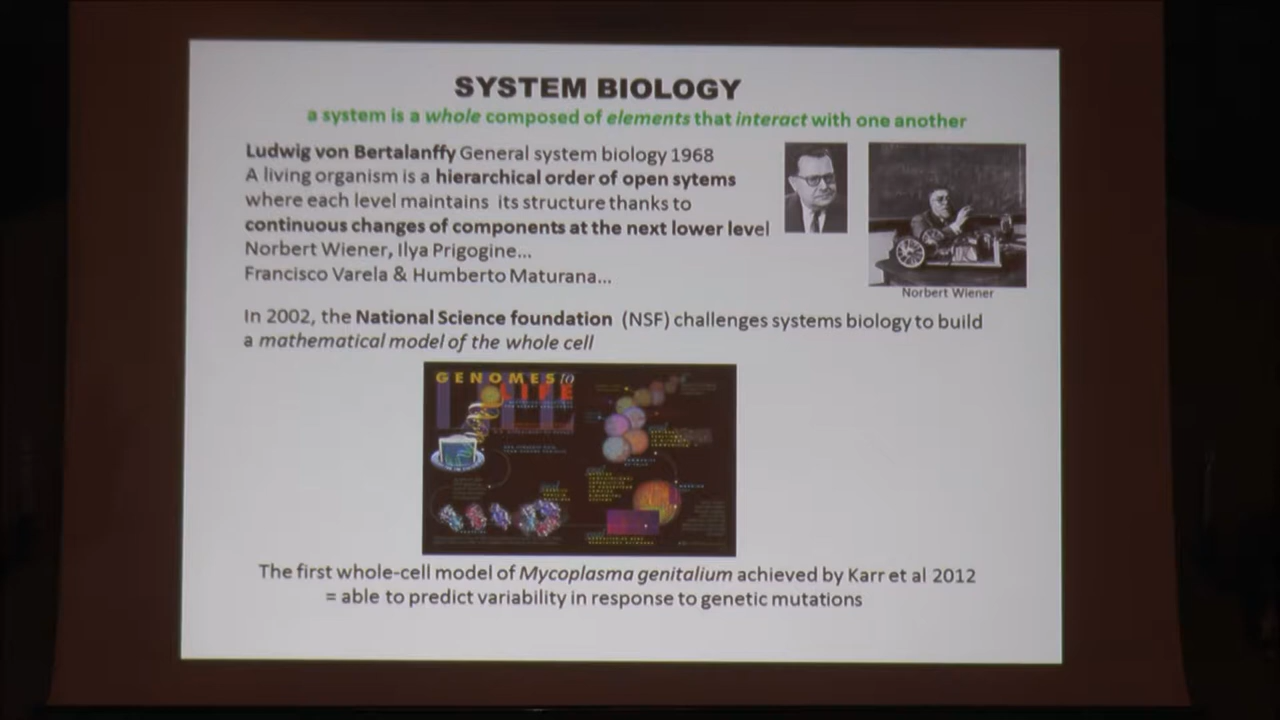 SYSTEM BIOLOGY
a system is a whole composed of elements that interact with one another
Ludwig von Bertalanffy General system biology 1968
A living organism is a hierarchical order of open sytems
where each level maintains its structure thanks to
continuous changes of components at the next lower level
Norbert Wiener, Ilya Prigogine...
Francisco Varela & Humberto Maturana...
Norbert Wiener
In 2002, the National Science foundation (NSF) challenges systems biology to build
a mathematical model of the whole cell
GENOMES to
LIFE
The first whole-cell model of Mycoplasma genitalium achieved by Karr et al 2012
= able to predict variability in response to genetic mutations